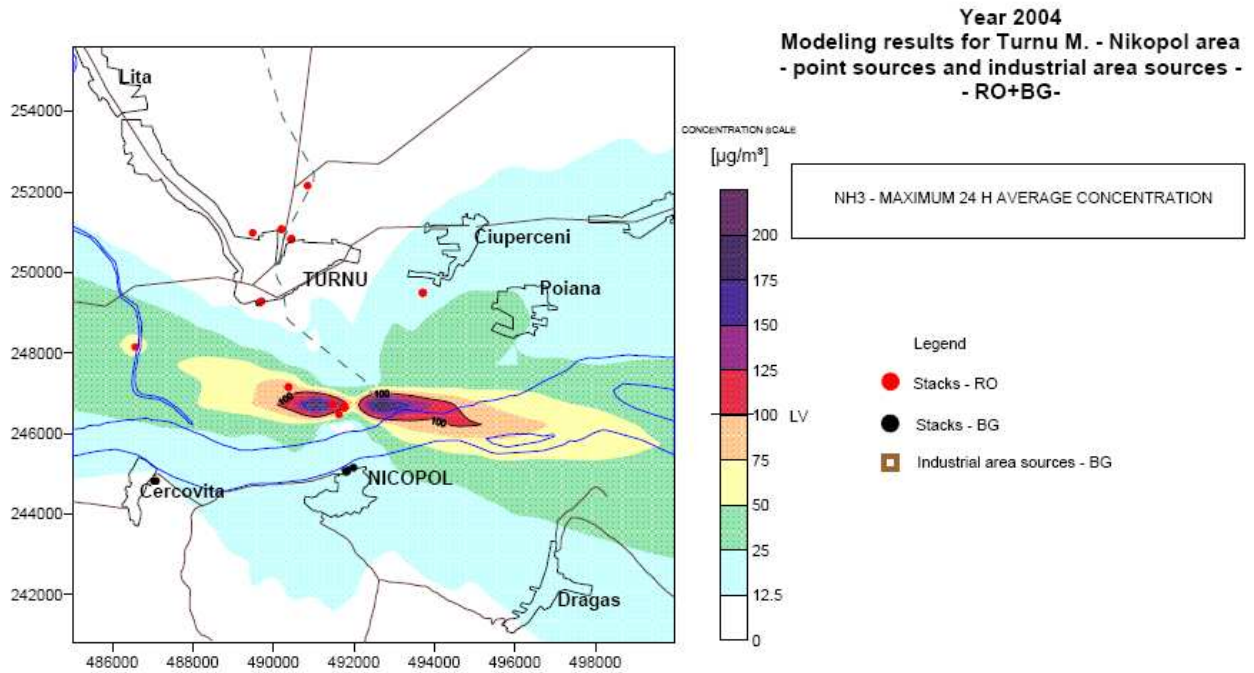 Year 2004
Modeling results for Turnu M. - Nikopol area
- point sources and industrial area sources -
- RO+BG-
CONCENTRATION SCALE
[µg/m³]
NH3 - MAXIMUM 24 H AVERAGE CONCENTRATION
200
175
150
125
100 LV
75
50
25
12.5
0
Legend
Stacks - RO
Stacks - BG
Industrial area sources - BG
254000
252000
250000
248000
246000
244000
242000
486000 488000 490000 492000 494000 496000 498000
Lita
Ciuperceni
TURNU
Poiana
100
100
100
NICOPOL
Cercovita
Dragas